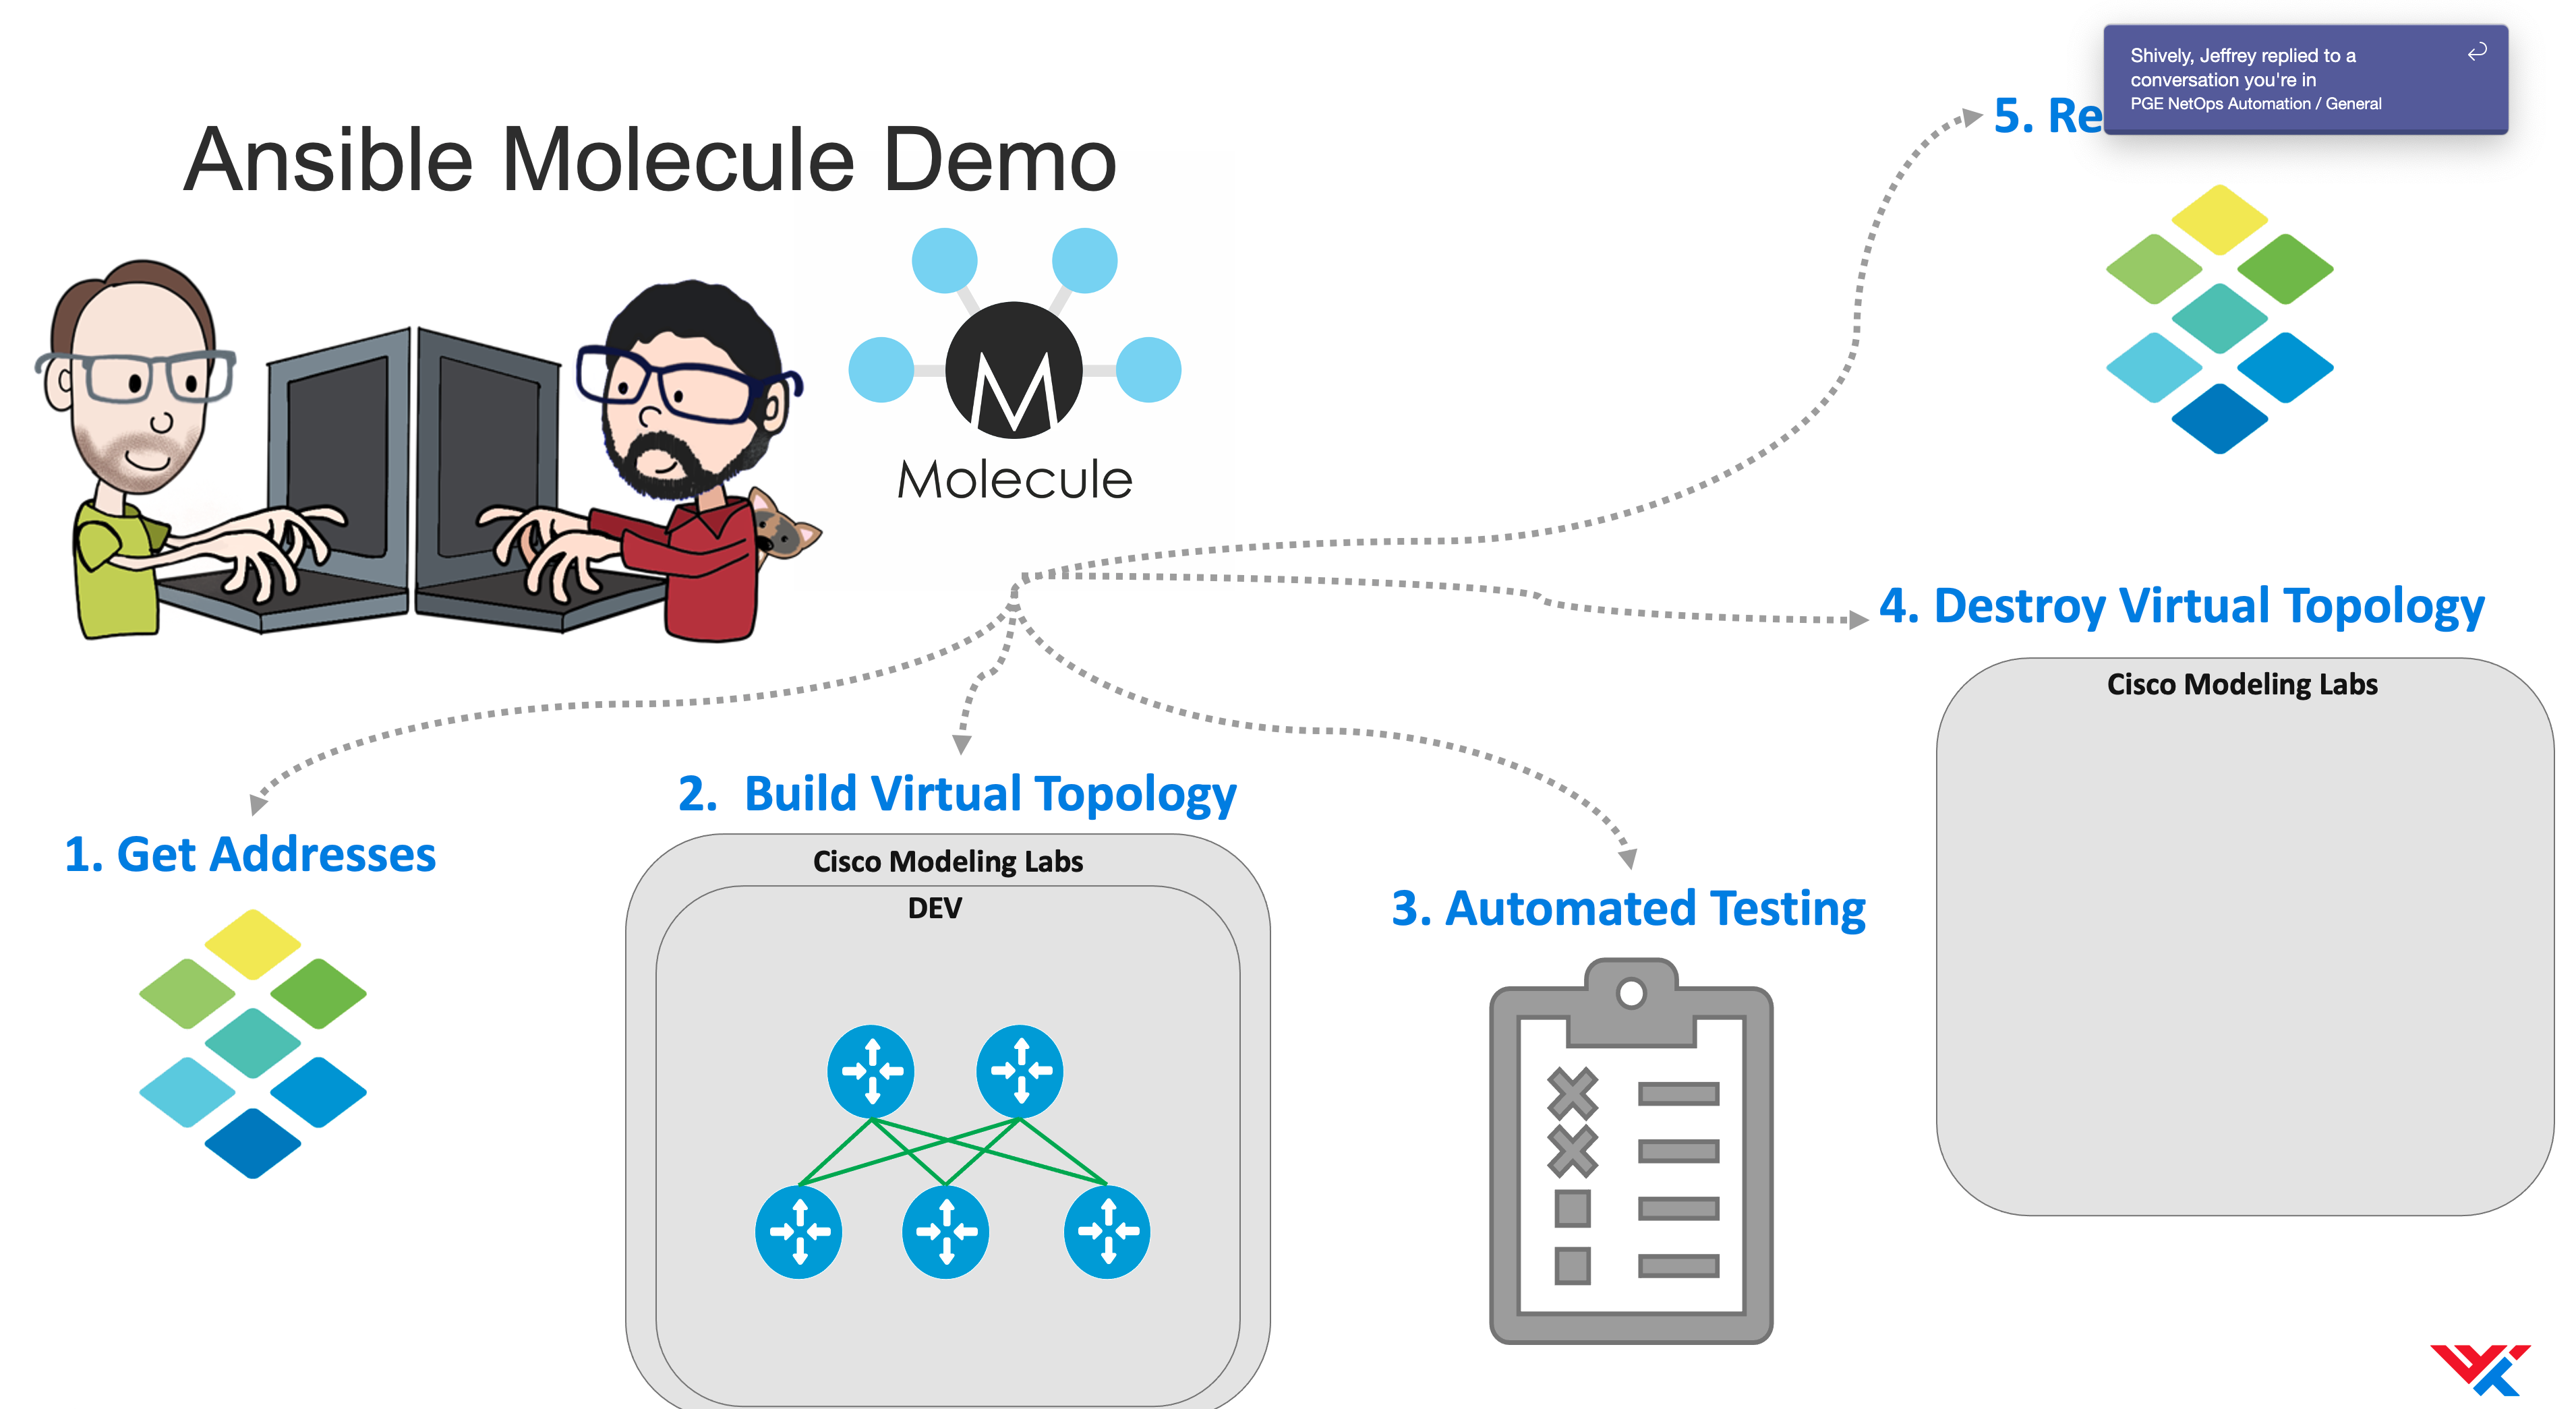 Ansible Molecule Demo
Molecule
Shively, Jeffrey replied to a
conversation you're in
PGE NetOps Automation / General
5. Re
4. Destroy Virtual Topology
Cisco Modeling Labs
2. Build Virtual Topology
Cisco Modeling Labs
DEV
1. Get Addresses
3. Automated Testing